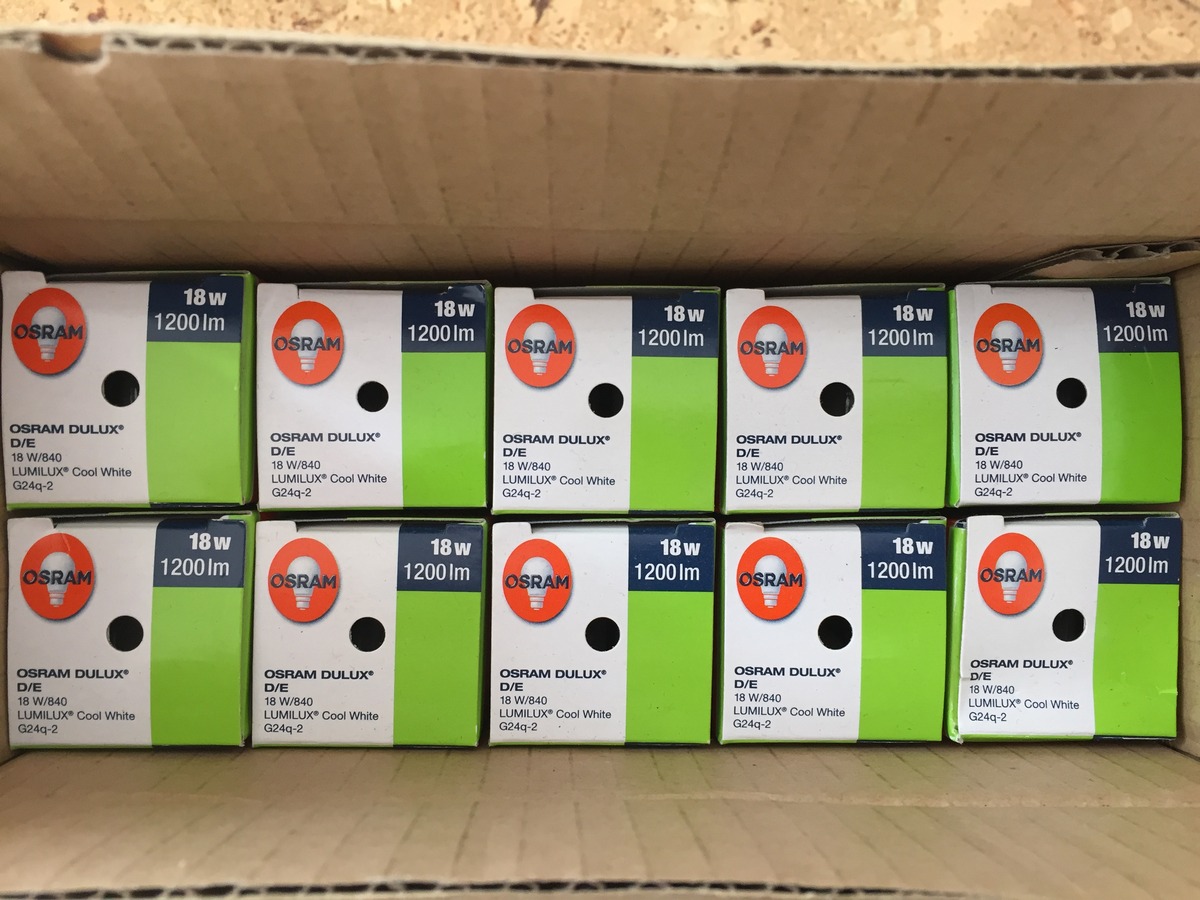 OSRAM
18 w
1200 lm
OSRAM DULUX®
D/E
18 W/840
LUMILUX® Cool White
G24q-2
OSRAM
18 w
1200 lm
OSRAM DULUX®
D/E
18 W/840
LUMILUX® Cool White
G24q-2
OSRAM
18 w
1200 lm
OSRAM DULUX®
D/E
18 W/840
LUMILUX® Cool White
G24q-2
OSRAM
18 w
1200 lm
OSRAM DULUX®
D/E
18 W/840
LUMILUX® Cool White
G24q-2
OSRAM
18 w
1200 lm
OSRAM DULUX®
D/E
18 W/840
LUMILUX® Cool White
G24q-2
OSRAM
18 w
1200 lm
OSRAM DULUX®
D/E
18 W/840
LUMILUX® Cool White
G24q-2
OSRAM
18 w
1200 lm
OSRAM DULUX®
D/E
18 W/840
LUMILUX® Cool White
G24q-2
OSRAM
18 w
1200 lm
OSRAM DULUX®
D/E
18 W/840
LUMILUX® Cool White
G24q-2
OSRAM
18 w
1200 lm
OSRAM DULUX®
D/E
18 W/840
LUMILUX® Cool White
G24q-2
OSRAM
18 w
1200 lm
OSRAM DULUX®
D/E
18 W/840
LUMILUX® Cool White
G24q-2